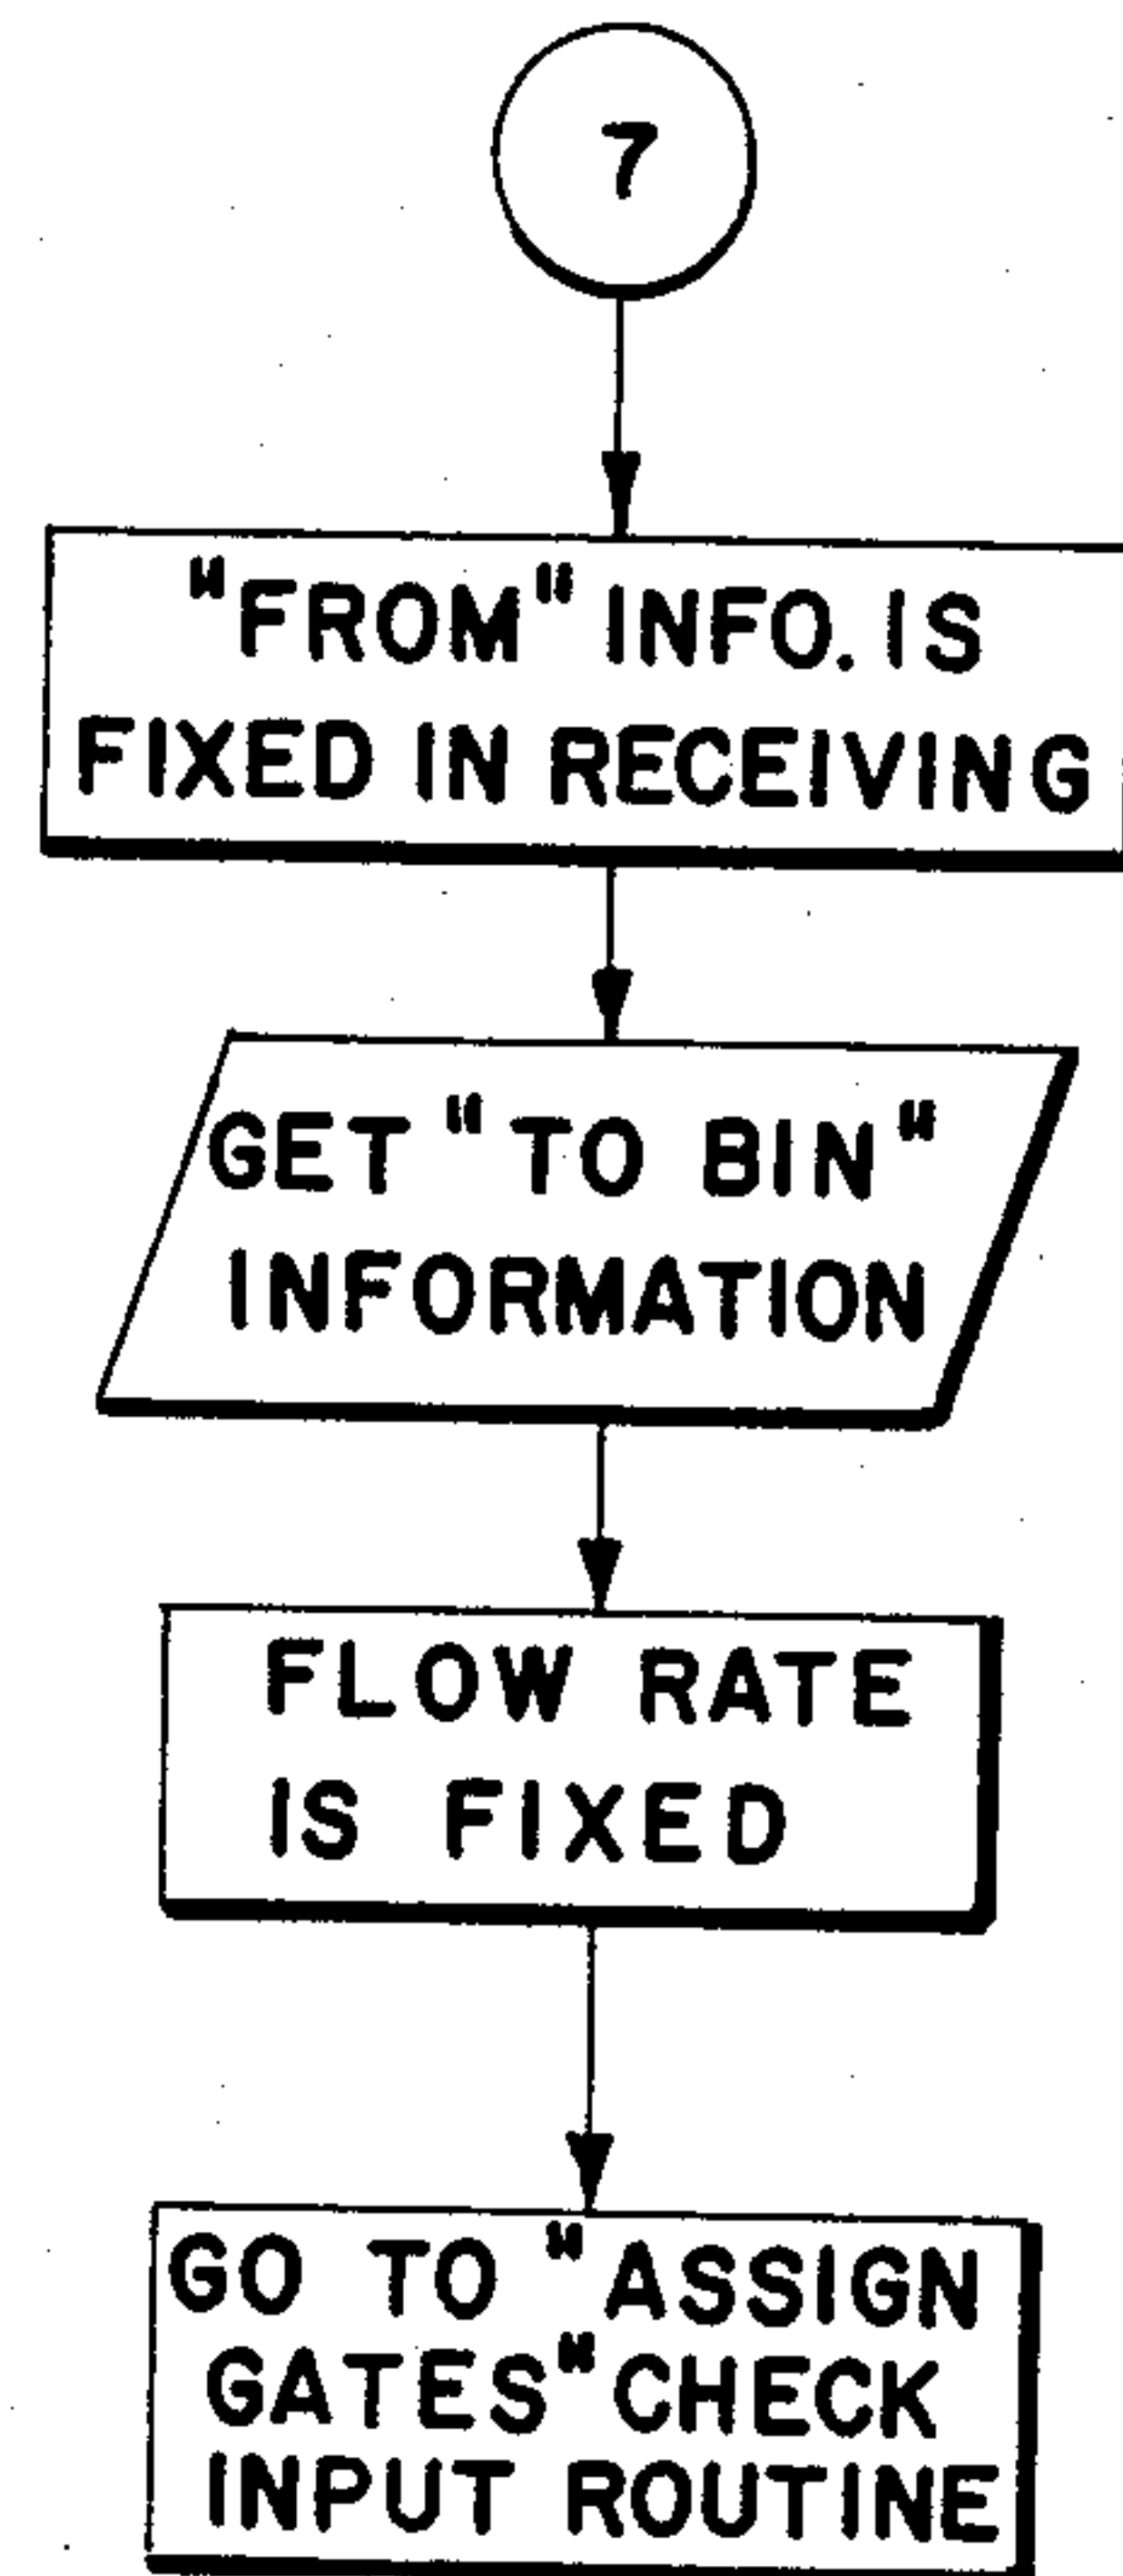 7
"FROM" INFO. IS
FIXED IN RECEIVING
GET "TO BIN"
INFORMATION
FLOW RATE
IS FIXED
GO TO "ASSIGN
GATES" CHECK
INPUT ROUTINE